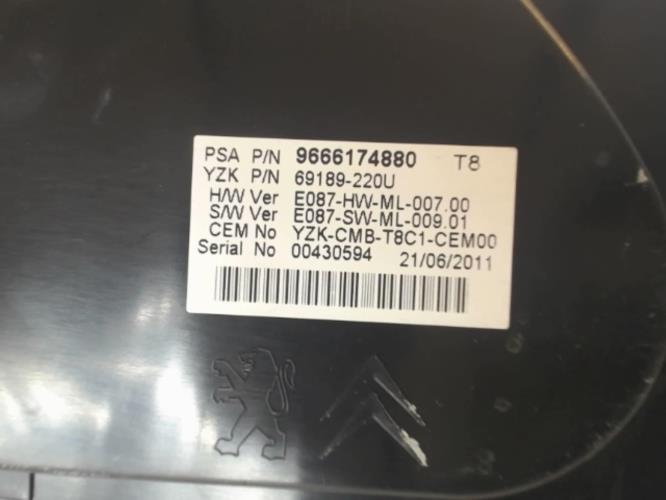 PSA P/N 9666174880 T8
YZK P/N 69189-220U
H/W Ver E087-HW-ML-007.00
S/W Ver E087-SW-ML-009.01
CEM No YZK-CMB-T8C1-CEM00
Serial No 00430594 21/06/2011